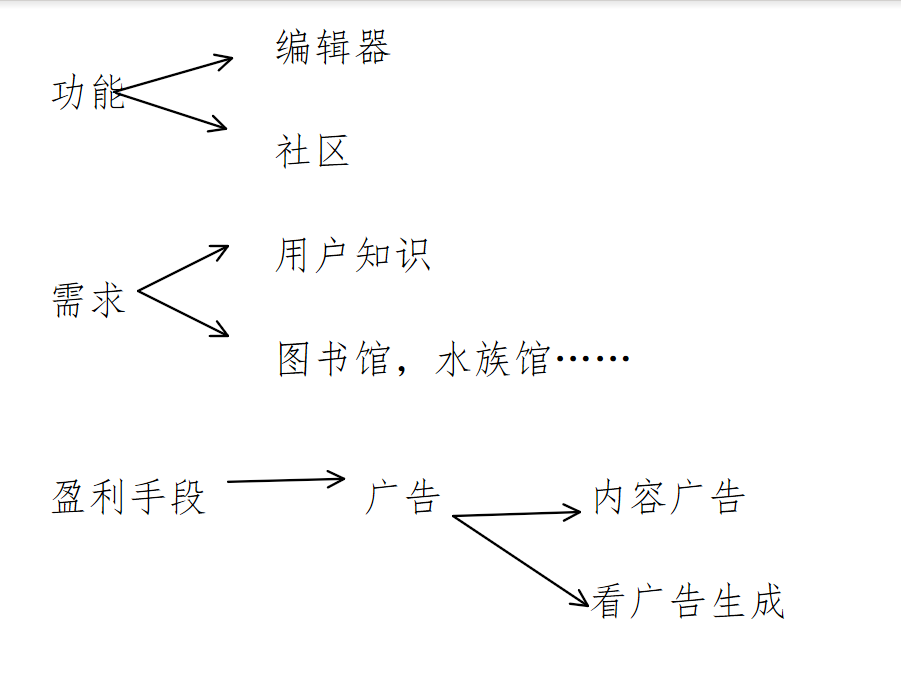 编辑器
功能
社区
用户知识
需求
图书馆，水族馆……
盈利手段 广告 内容广告
看广告生成